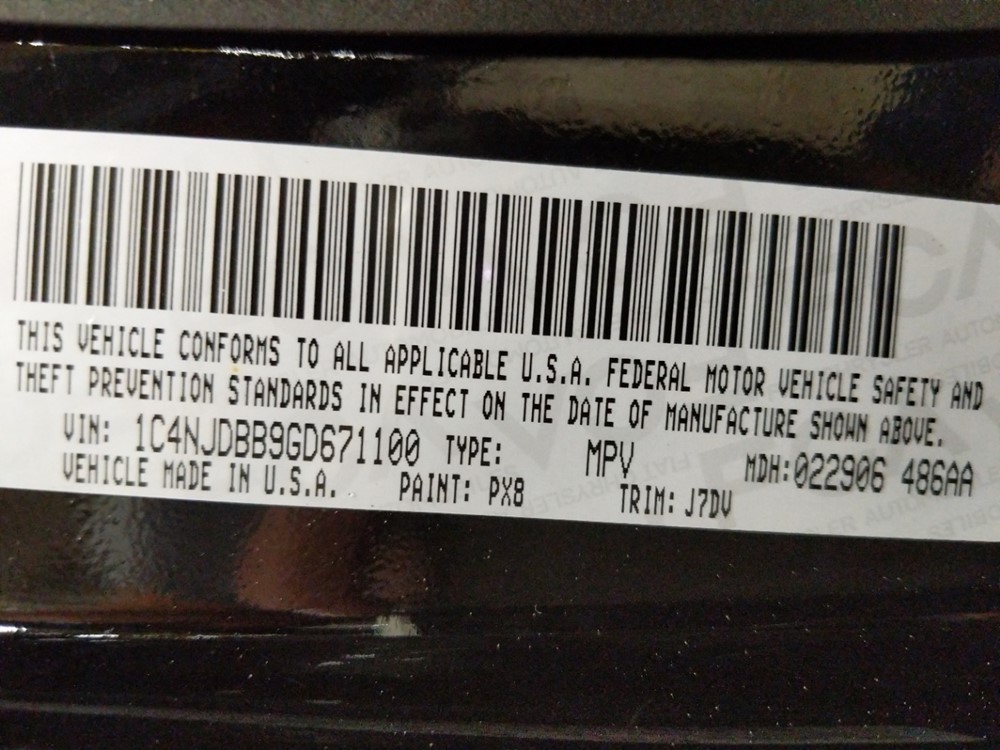 THIS VEHICLE CONFORMS TO ALL APPLICABLE U.S.A. FEDERAL MOTOR VEHICLE SAFETY AND
THEFT PREVENTION STANDARDS IN EFFECT ON THE DATE OF MANUFACTURE SHOWN ABOVE.
VIN: 1C4NJDBB9GD671100 TYPE: MPV MDH:022906 486AA
VEHICLE MADE IN U.S.A. PAINT: PX8 TRIM: J7DV